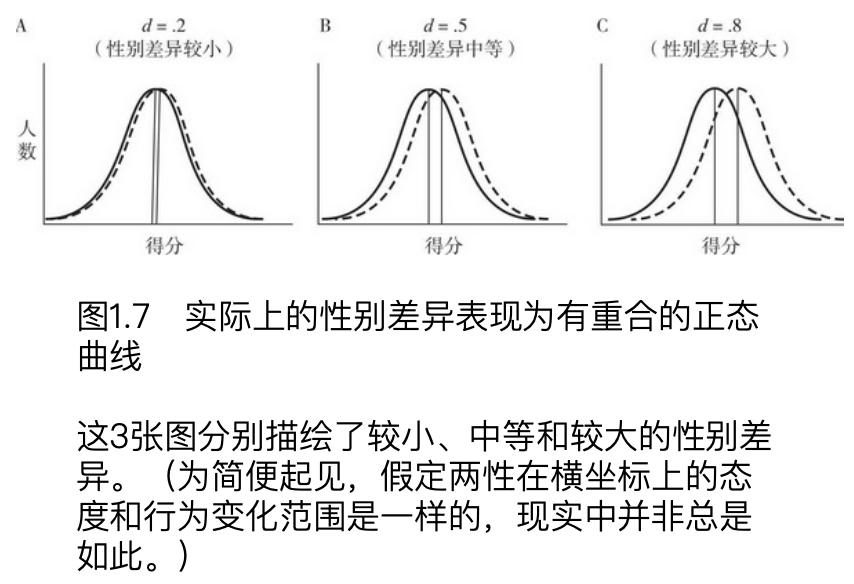 A
d = .2
（性别差异较小）
B
d = .5
（性别差异中等）
C
d = .8
（性别差异较大）
人数
得分
得分
得分
图1.7　实际上的性别差异表现为有重合的正态
曲线
这3张图分别描绘了较小、中等和较大的性别差
异。（为简便起见，假定两性在横坐标上的态
度和行为变化范围是一样的，现实中并非总是
如此。）